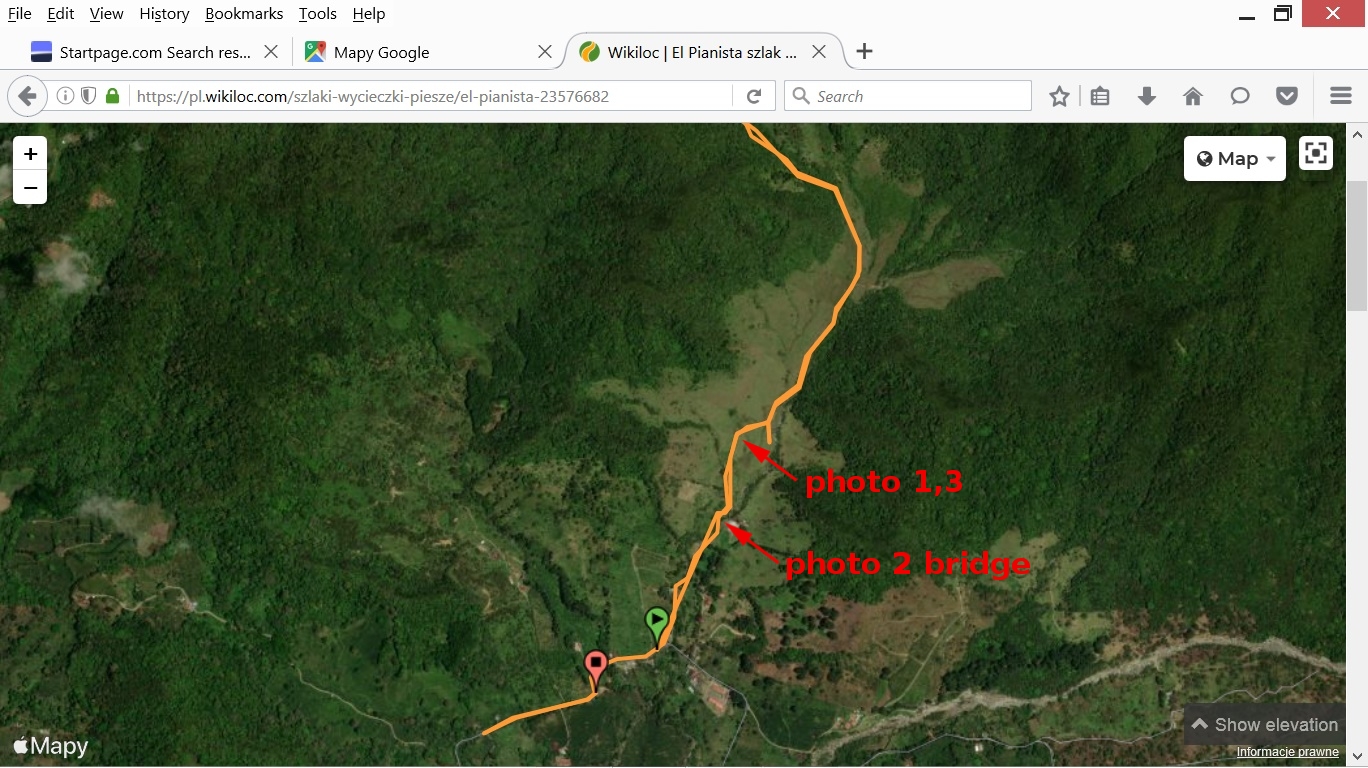 File Edit View History Bookmarks Tools Help
Startpage.com Search res... Mapy Google Wikiloc | El Pianista szlak ...
https://pl.wikiloc.com/szlaki-wycieczki-piesze/el-pianista-23576682 Search
+
−
Map
photo 1,3
photo 2 bridge
Show elevation
Mapy
Informacje prawne